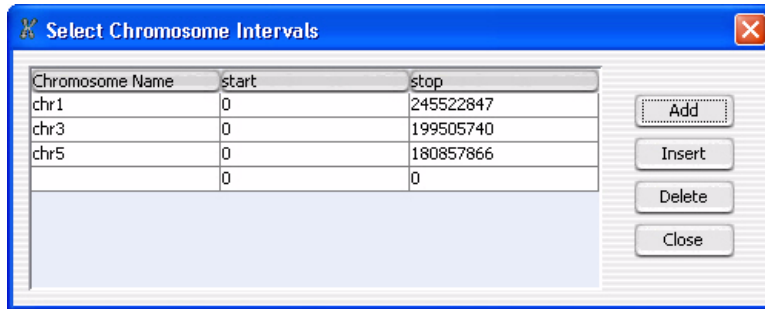 Select Chromosome Intervals
Chromosome Name start stop
chr1 0 245522847
chr3 0 199505740
chr5 0 180857866
0 0
Add
Insert
Delete
Close